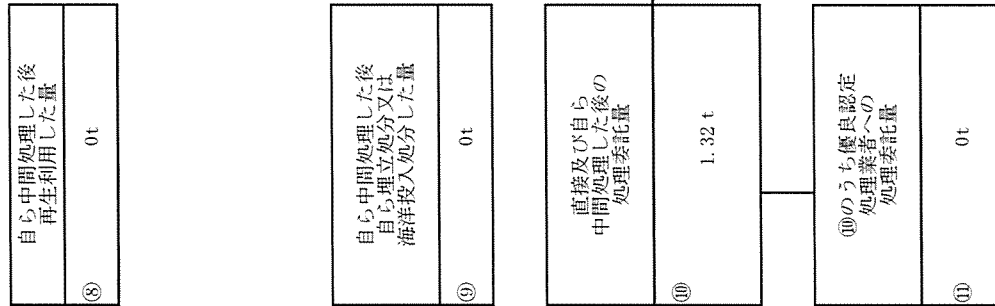 自ら中間処理した後
再生利用した量
⑧
0t
自ら中間処理した後
自ら埋立処分又は
海洋投入処分した量
⑨
0t
直接及び自ら
中間処理した後の
処理委託量
⑩
1.32 t
⑩のうち優良認定
処理業者への
処理委託量
⑪
0t